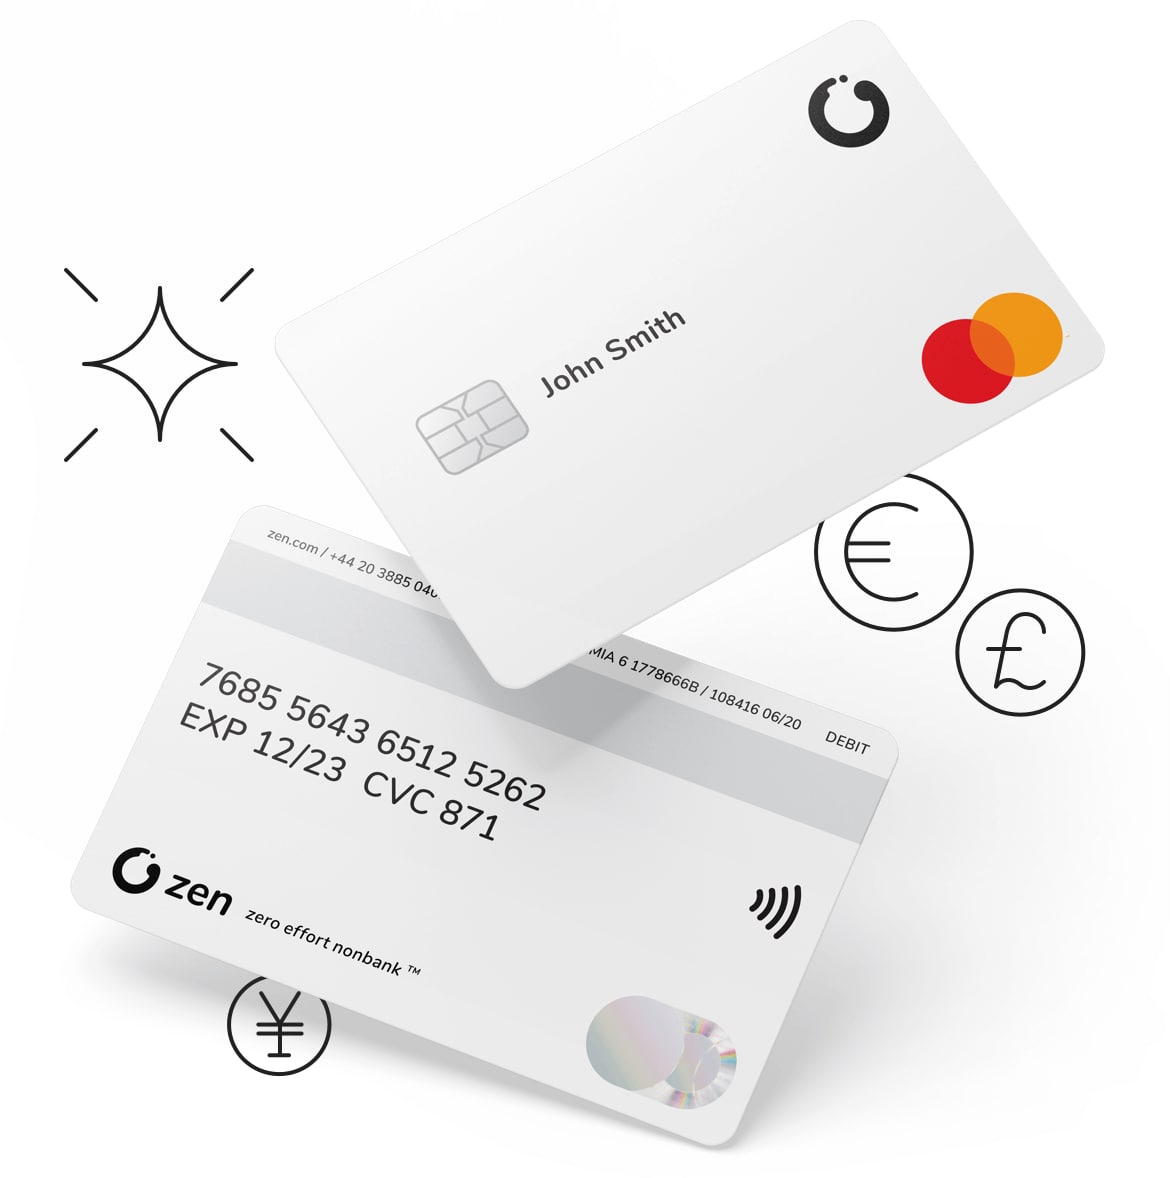 John Smith
zen.com / +44 20 3885 040
MIA 6 1778666B / 108416 06/20 DEBIT
7685 5643 6512 5262
EXP 12/23 CVC 871
zen zero effort nonbank ™
€
£
¥